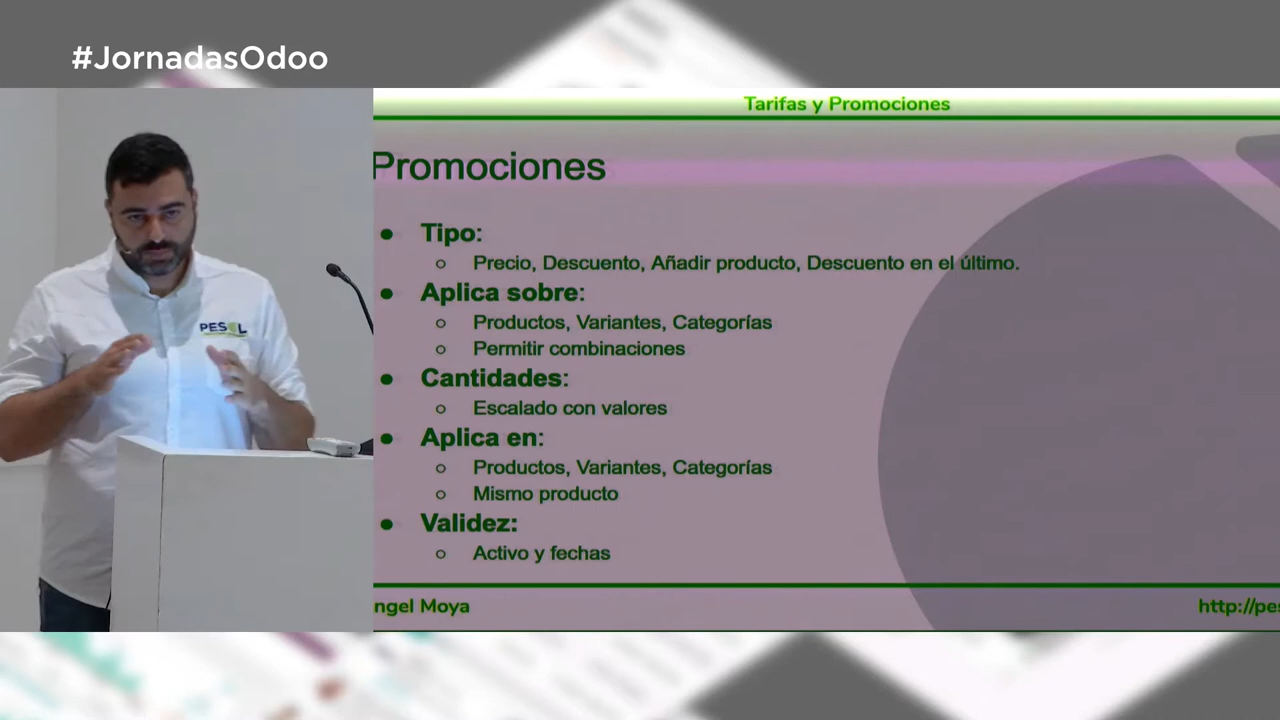 #JornadasOdoo
Tarifas y Promociones
Promociones
● Tipo:
○ Precio, Descuento, Añadir producto, Descuento en el último.
● Aplica sobre:
○ Productos, Variantes, Categorías
○ Permitir combinaciones
● Cantidades:
○ Escalado con valores
● Aplica en:
○ Productos, Variantes, Categorías
○ Mismo producto
● Validez:
○ Activo y fechas
PESOL
ngel Moya
http://pes